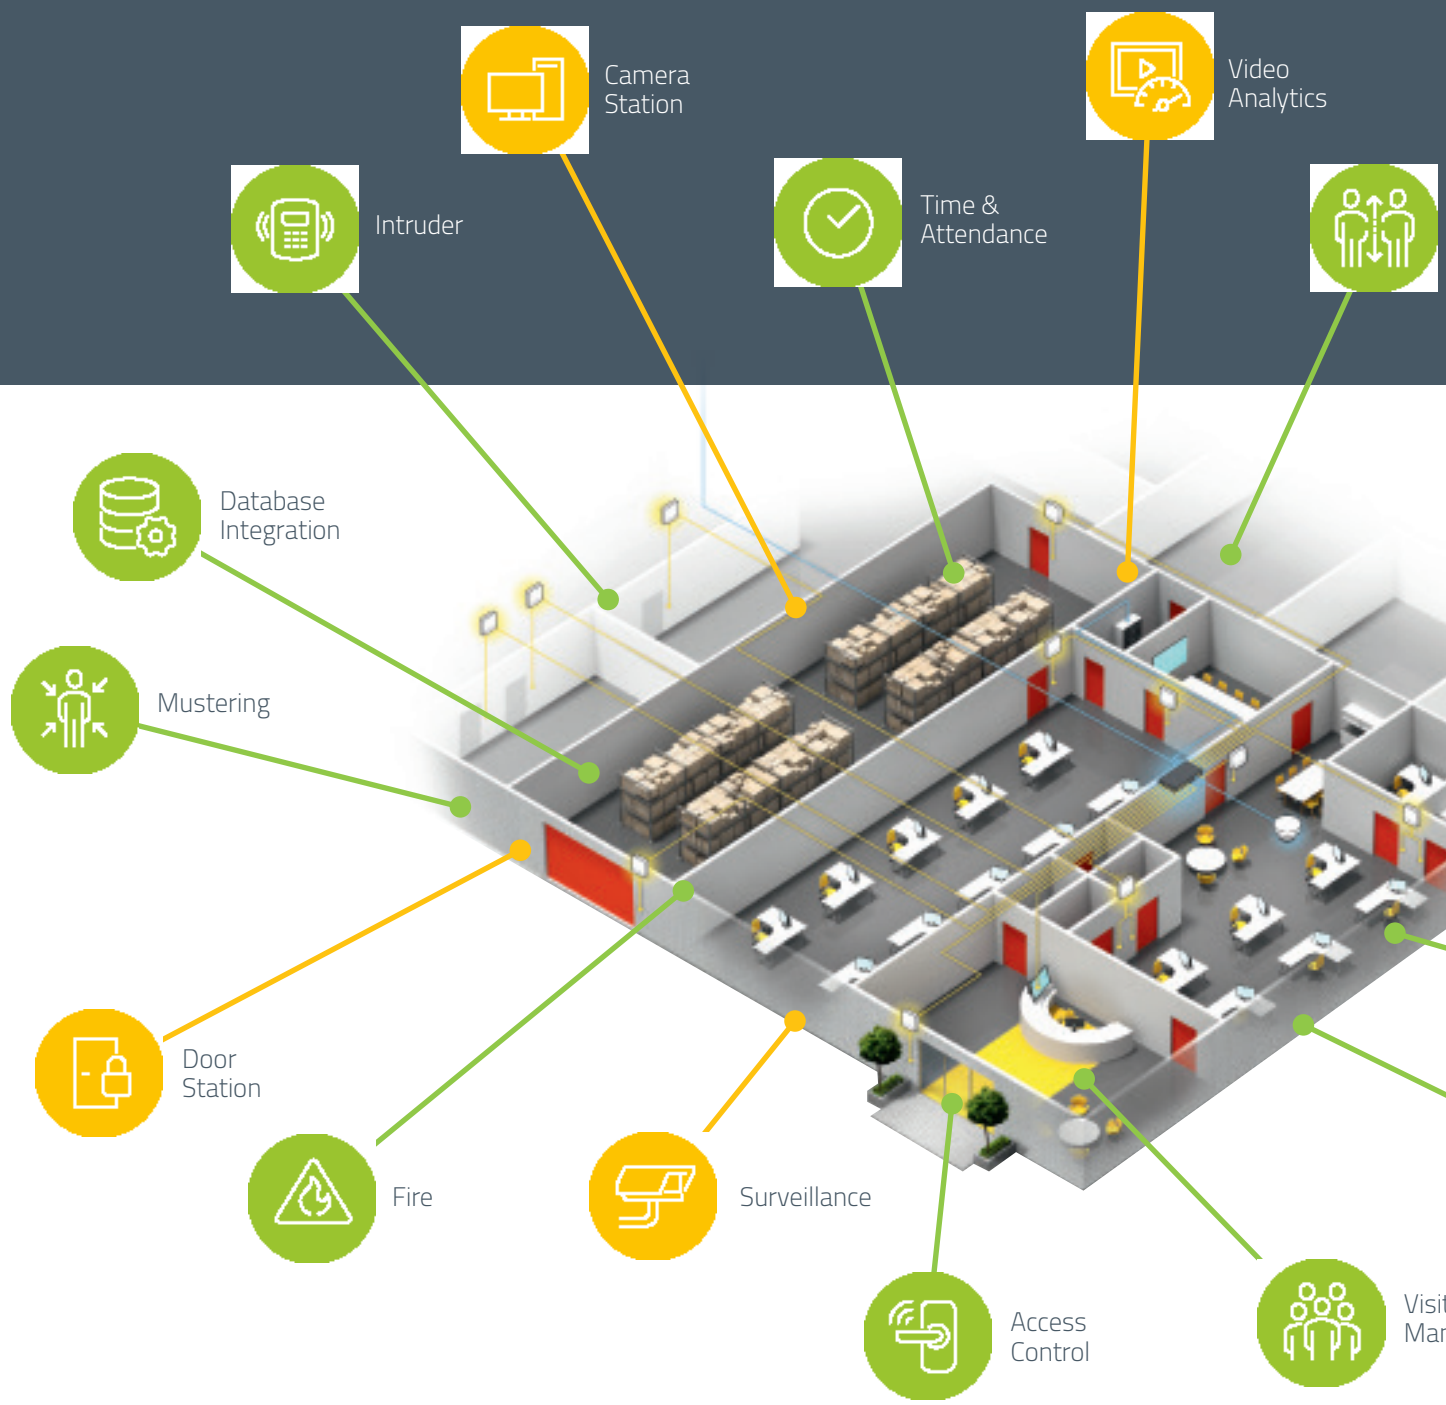 Camera
Station
Video
Analytics
Intruder
Time &
Attendance
Database
Integration
Mustering
Door
Station
Fire
Surveillance
Access
Control